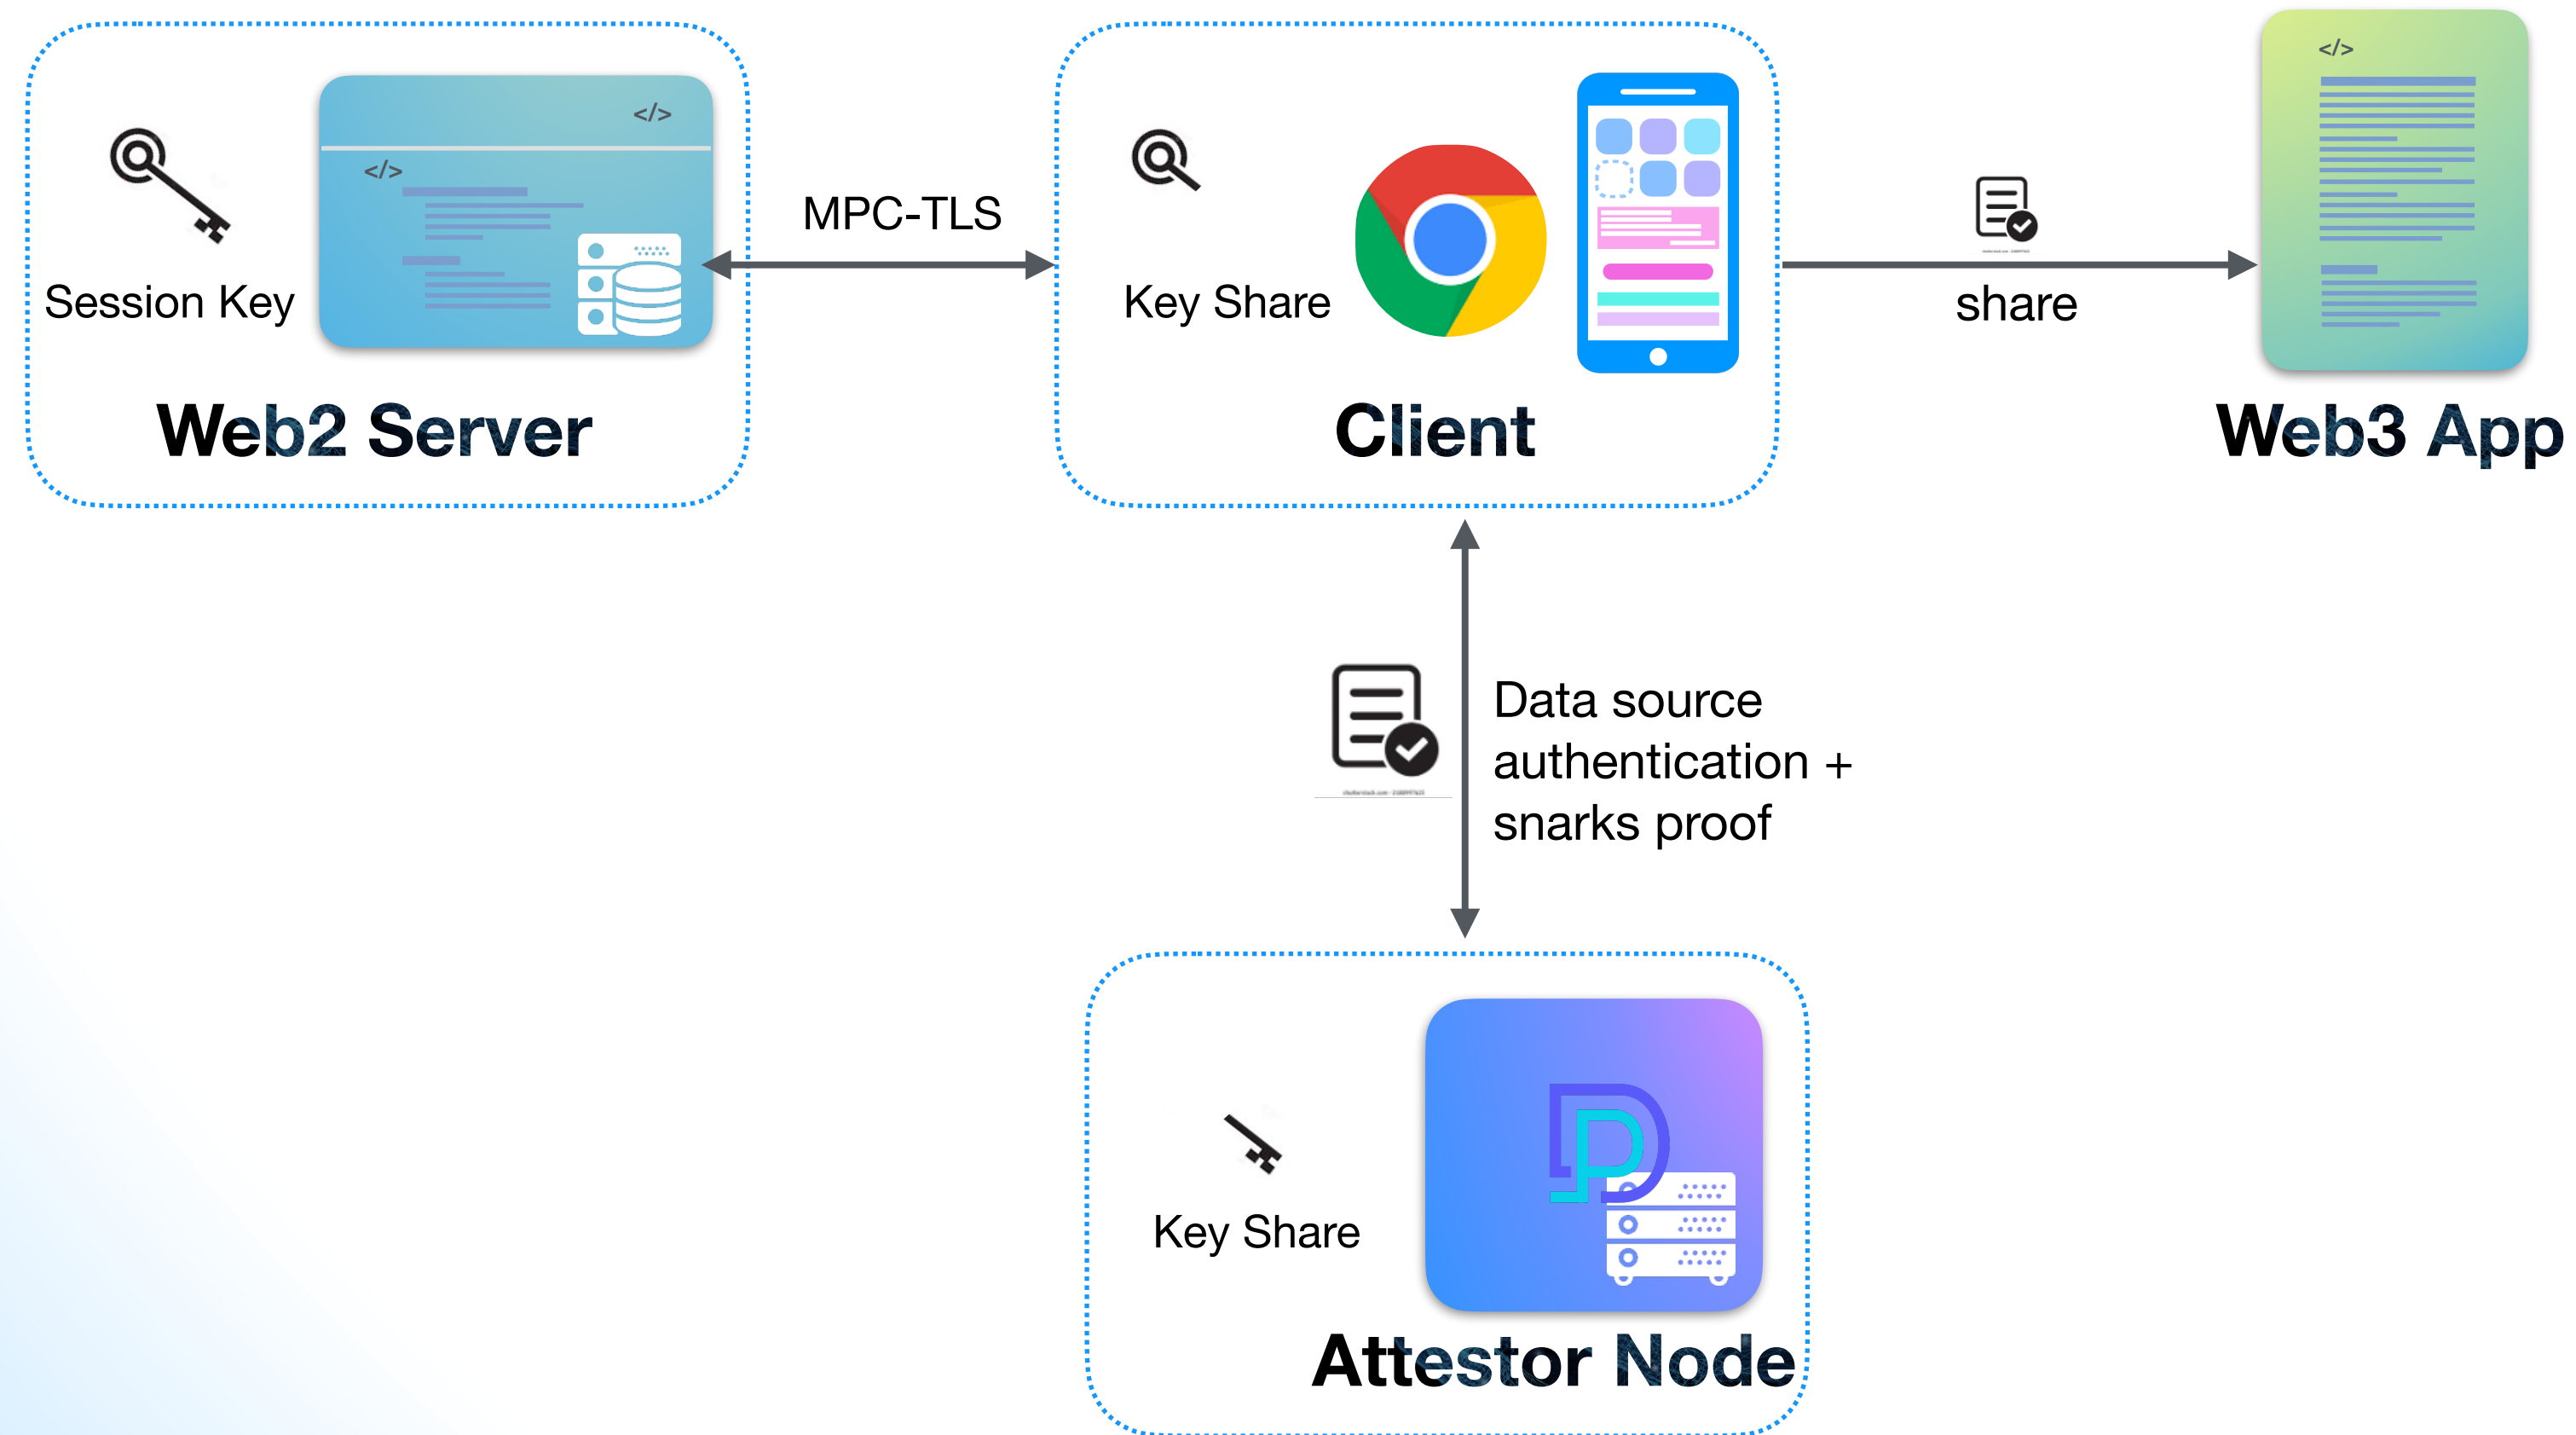 </>
</>
Session Key
Web2 Server
MPC-TLS
Key Share
Client
share
</>
Web3 App
Data source
authentication +
snarks proof
Key Share
Attestor Node